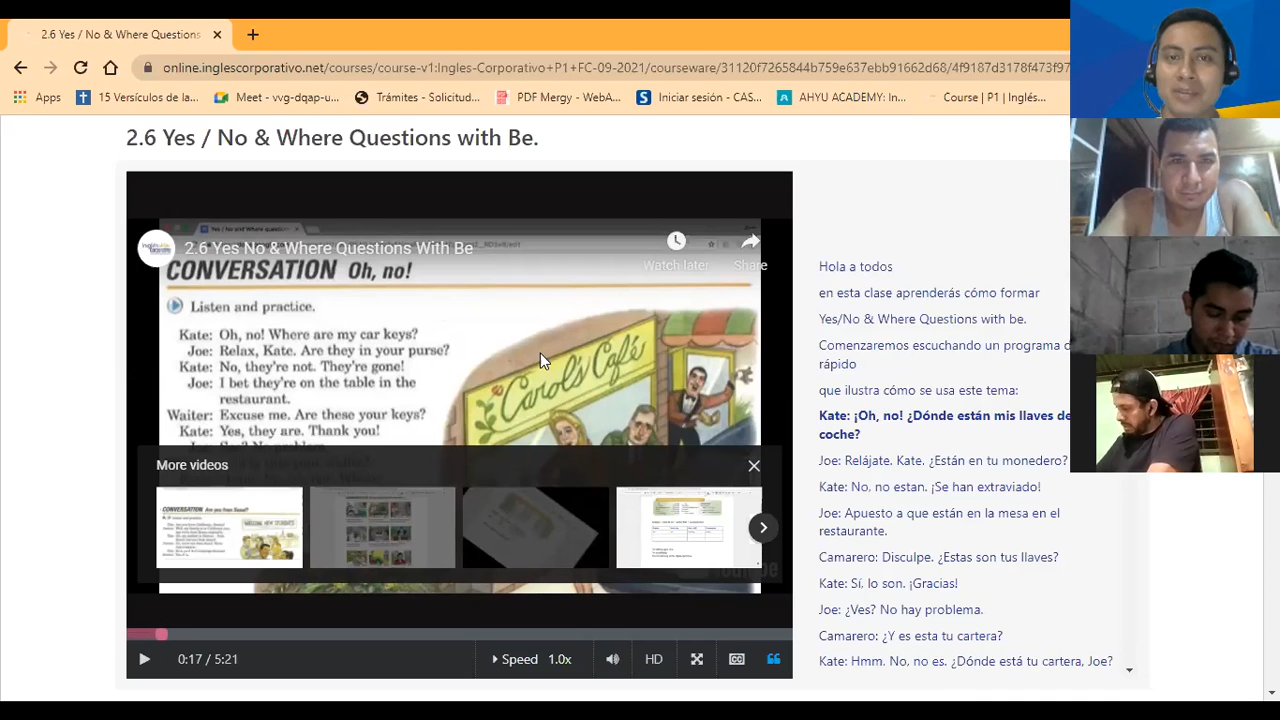 2.6 Yes / No & Where Questions
online.inglescorporativo.net/courses/course-v1:Ingles-Corporativo+P1+FC-09-2021/courseware/31120f7265844b759e637ebb91662d68/4f9187d3178f473f97
Apps
15 Versículos de la...
Meet - vvg-dqap-u...
Trámites - Solicitud...
PDF Mergy - WebA...
Iniciar sesión - CAS...
AHYU ACADEMY: In...
Course | P1 | Inglés...
2.6 Yes / No & Where Questions with Be.
2.6 Yes No & Where Questions With Be
Watch later
Share
CONVERSATION Oh, no!
Listen and practice.
Kate: Oh, no! Where are my car keys?
Joe: Relax, Kate. Are they in your purse?
Kate: No, they're not. They're gone!
Joe: I bet they're on the table in the
restaurant.
Waiter: Excuse me. Are these your keys?
Kate: Yes, they are. Thank you!
Carol's Café
More videos
CONVERSATION Are you from Seoul?
0:17 / 5:21
Speed 1.0x
HD
CC
Hola a todos
en esta clase aprenderás cómo formar
Yes/No & Where Questions with be.
Comenzaremos escuchando un programa
rápido
que ilustra cómo se usa este tema:
Kate: ¡Oh, no! ¿Dónde están mis llaves de
coche?
Joe: Relájate. Kate. ¿Están en tu monedero?
Kate: No, no estan. ¡Se han extraviado!
Joe: Apuesto a que están en la mesa en el
restaurante.
Camarero: Disculpe. ¿Estas son tus llaves?
Kate: Sí, lo son. ¡Gracias!
Joe: ¿Ves? No hay problema.
Camarero: ¿Y es esta tu cartera?
Kate: Hmm. No, no es. ¿Dónde está tu cartera, Joe?